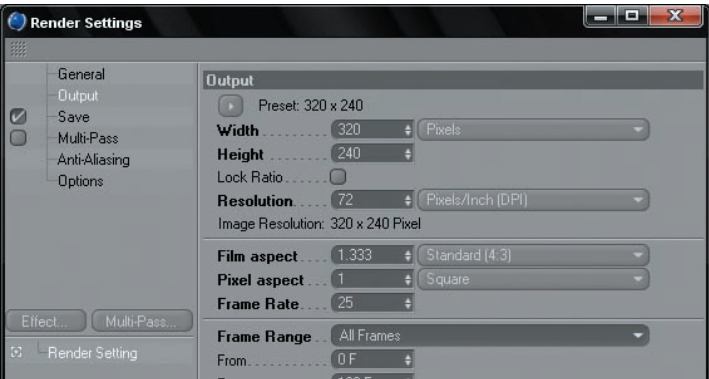 Render Settings
General
Output
Save
Multi-Pass
Anti-Aliasing
Options
Effect...
Multi-Pass...
Render Setting
Output
Preset: 320 x 240
Width 320 Pixels
Height 240
Lock Ratio
Resolution 72 Pixels/Inch (DPI)
Image Resolution: 320 x 240 Pixel
Film aspect 1.333 Standard (4:3)
Pixel aspect 1 Square
Frame Rate 25
Frame Range All Frames
From 0 F